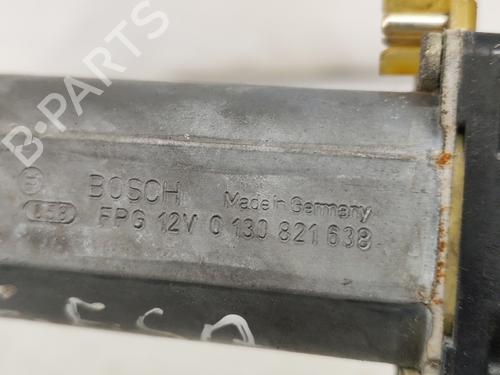 B-PARTS
BOSCH Made in Germany
FPG 12V 0 130 821 638